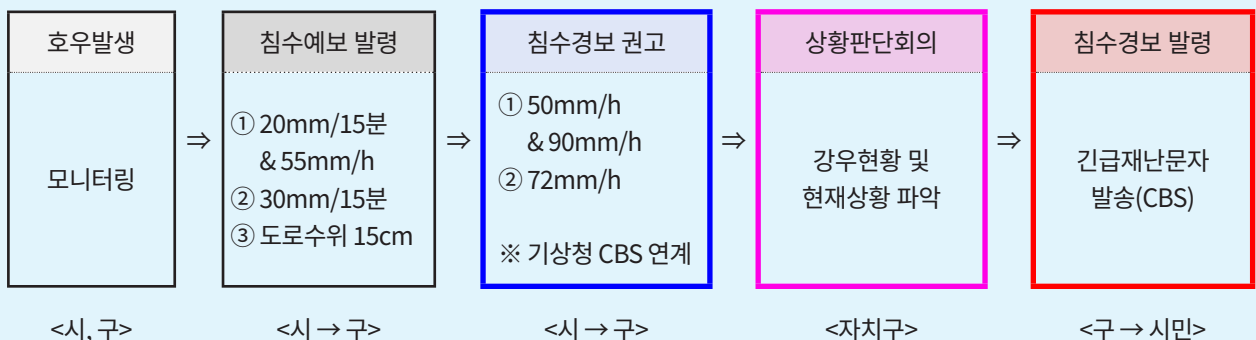 호우발생
모니터링
<시, 구>
⇒
침수예보 발령
① 20mm/15분
& 55mm/h
② 30mm/15분
③ 도로수위 15cm
<시 → 구>
⇒
침수경보 권고
① 50mm/h
& 90mm/h
② 72mm/h
※ 기상청 CBS 연계
<시 → 구>
⇒
상황판단회의
강우현황 및
현재상황 파악
<자치구>
⇒
침수경보 발령
긴급재난문자
발송(CBS)
<구 → 시민>